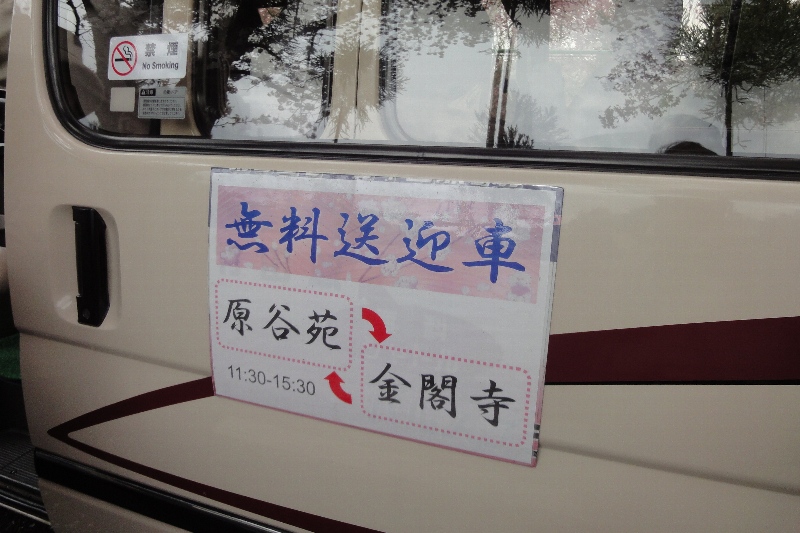 禁煙
No Smoking
無料送迎車
原谷苑
11:30-15:30
金閣寺